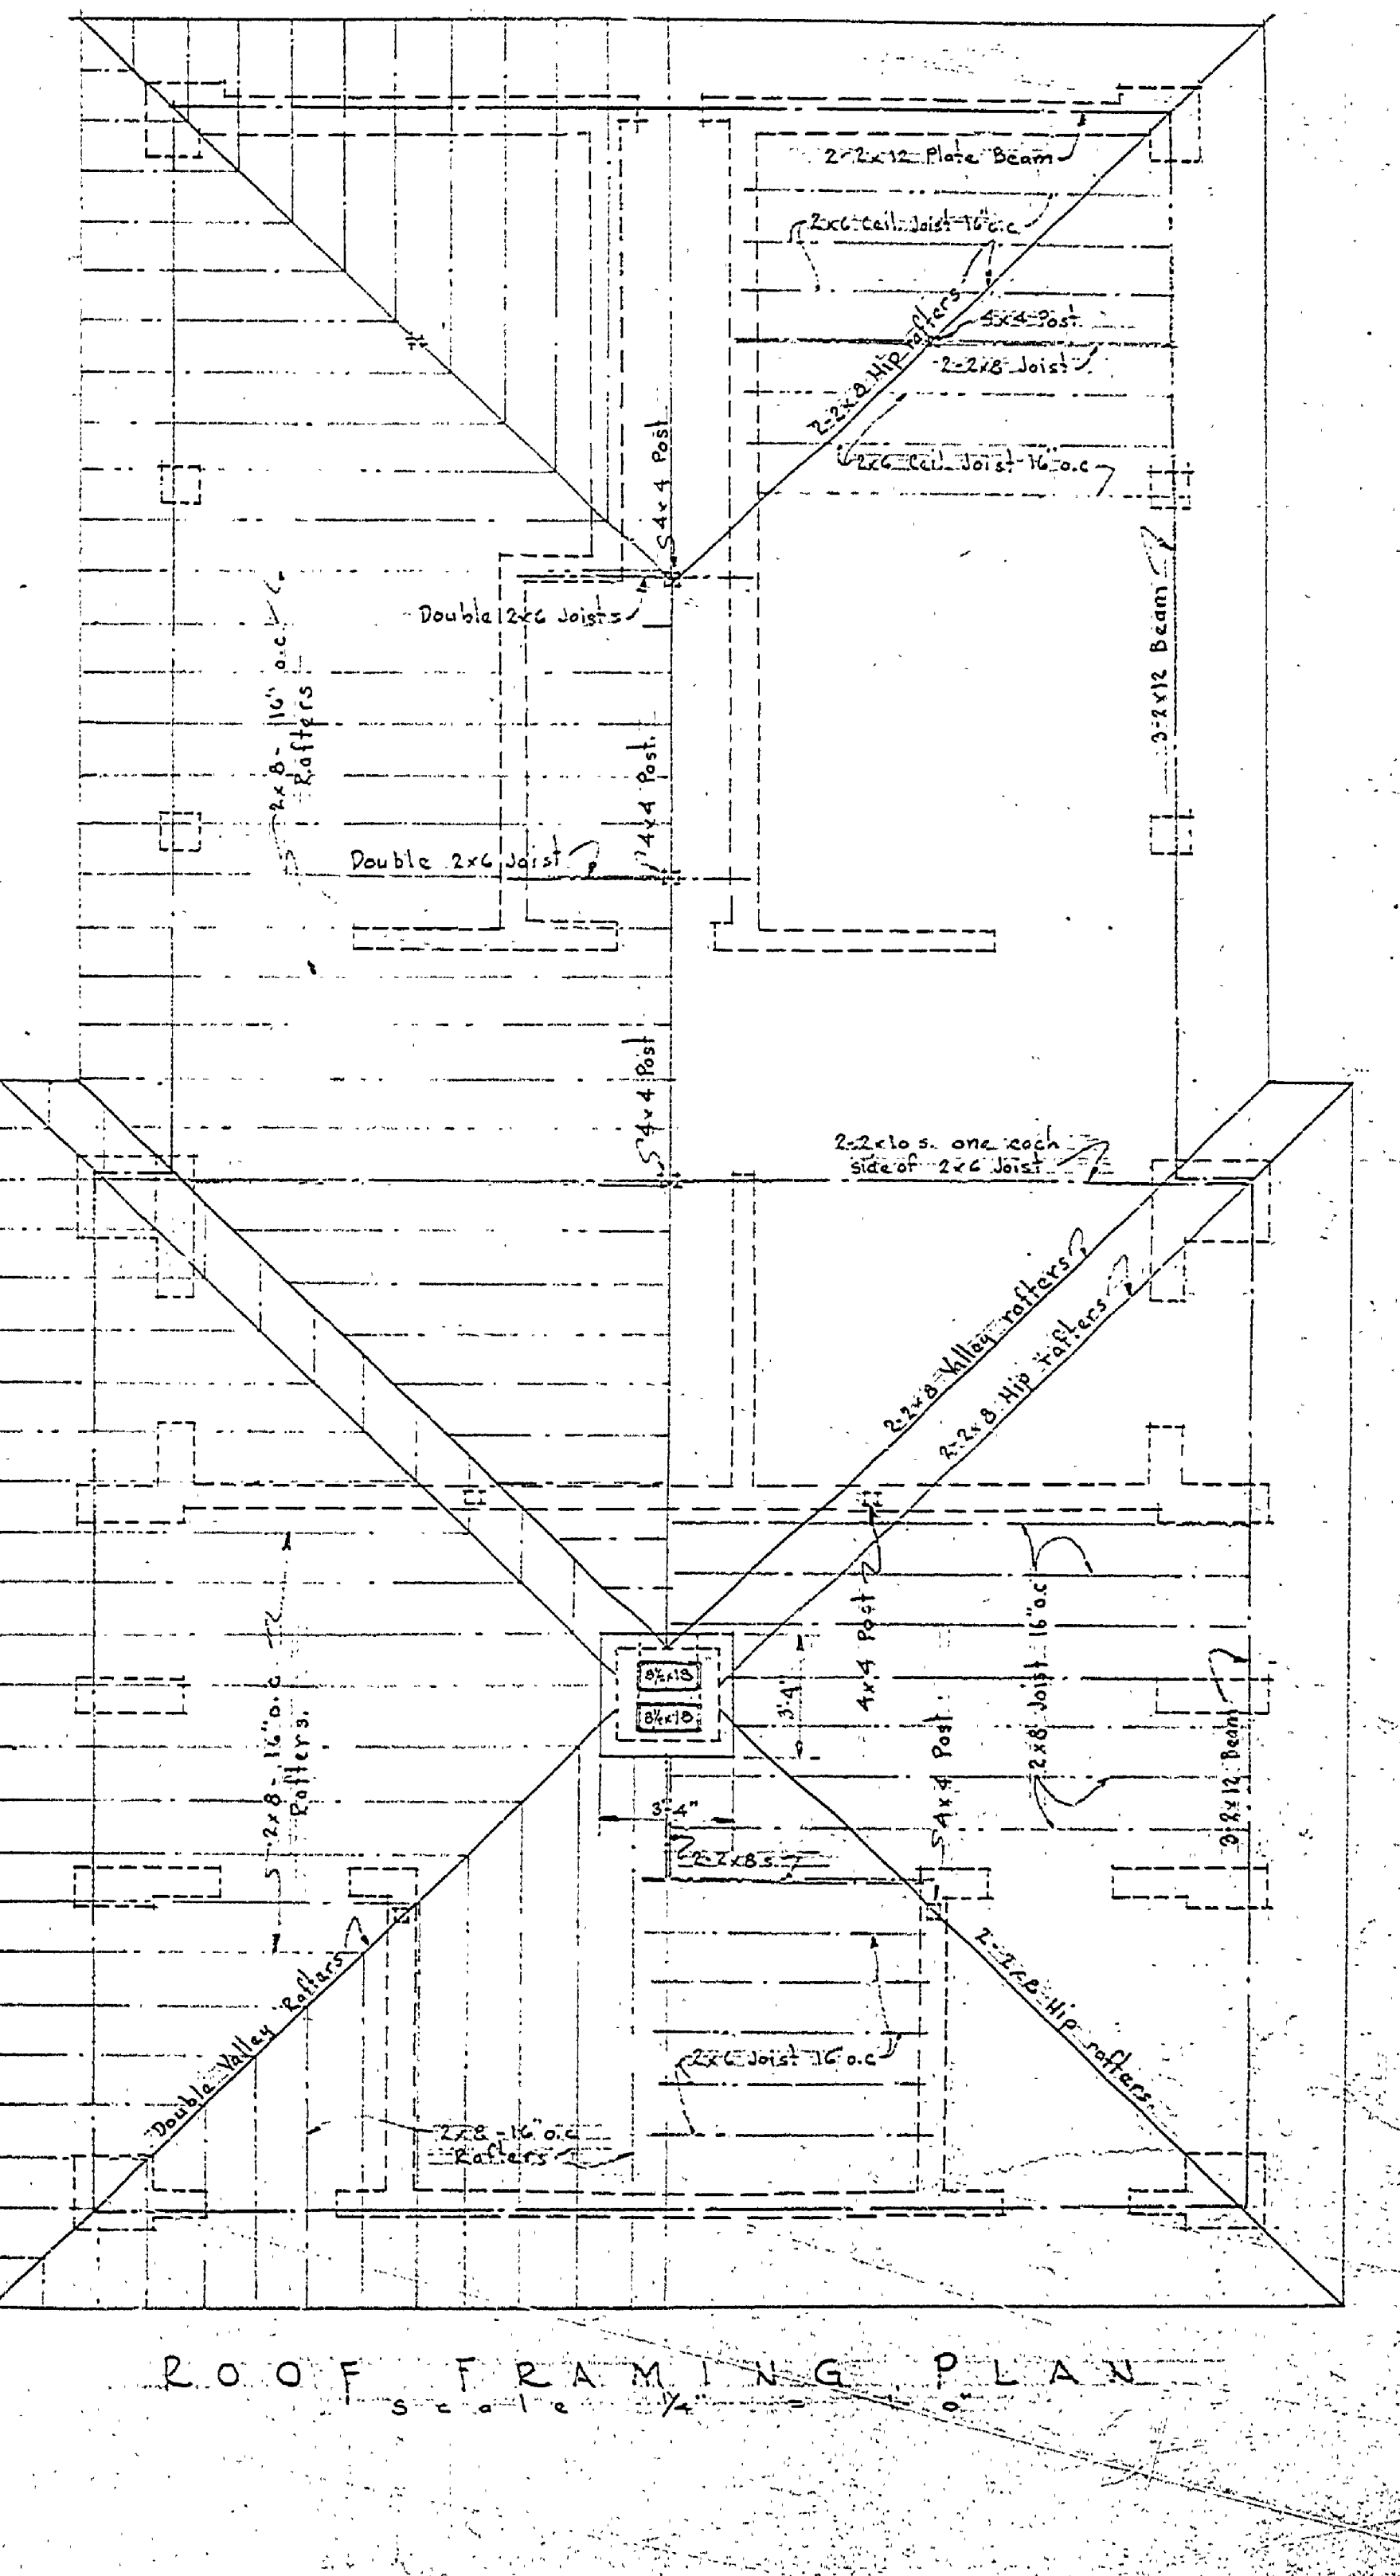 2-2x12 Plate Beam
2x6 Ceil. Joist 16" o.c.
4x4 Post
2-2x8 Hip rafters
2-2x8 Joist
S 4x4 Post
2x6 Ceil. Joist 16" o.c.
3-2x12 Beam
Double 2x6 Joists
2x8 - 16" o.c.
Rafters
4x4 Post.
Double 2x6 Joist
4x4 Post
2-2x10 s. one each
side of 2x6 Joist
2-2x8 Valley rafters
2-2x8 Hip rafters
2x8 - 16" o.c
Rafters.
8½x18
8½x18
3'-4"
4x4 Post
2x8 Joist 16" o.c
3-2x12 Beam
4x4 Post
3'-4"
2-2x8 s.
Double Valley Rafters
2-2x8 Hip rafters.
2x6 Joist 16 o.c
2x8 - 16" o.c
Rafters
ROOF FRAMING PLAN
scale ¼" =